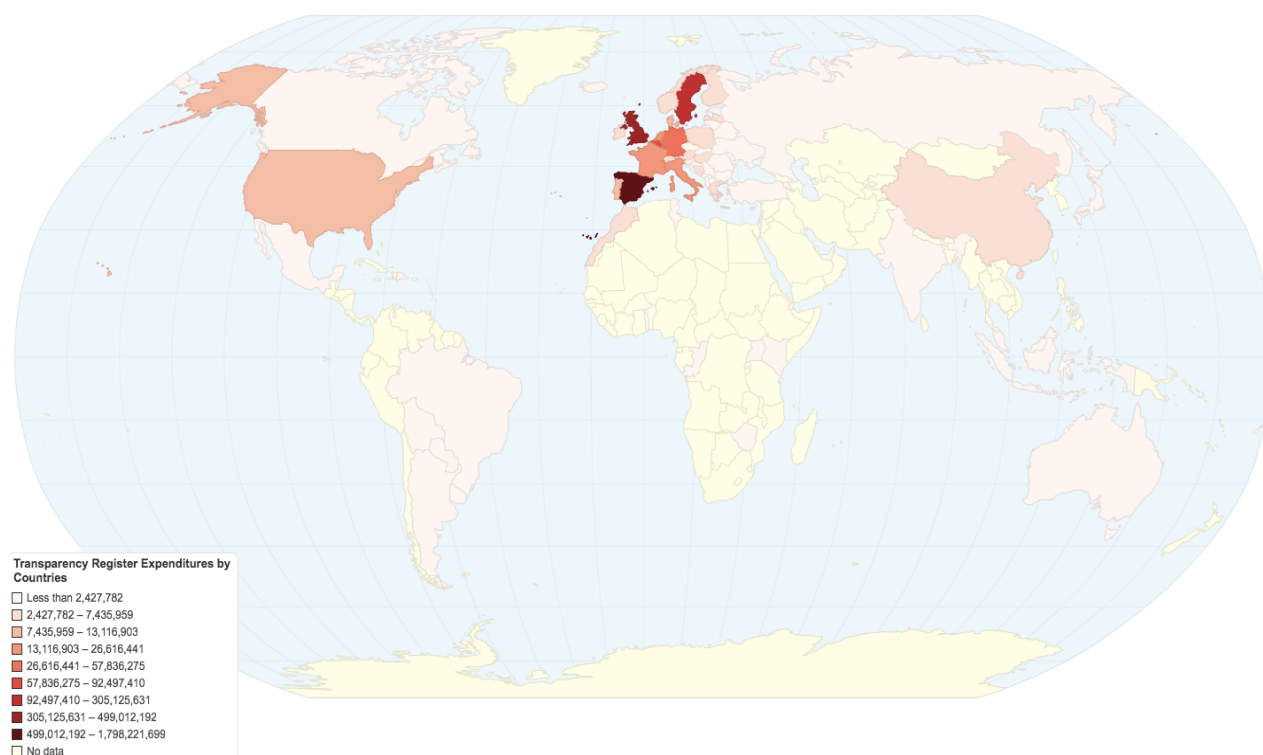 Transparency Register Expenditures by
Countries
Less than 2,427,782
2,427,782 – 7,435,959
7,435,959 – 13,116,903
13,116,903 – 26,616,441
26,616,441 – 57,836,275
57,836,275 – 92,497,410
92,497,410 – 305,125,631
305,125,631 – 499,012,192
499,012,192 – 1,798,221,699
No data